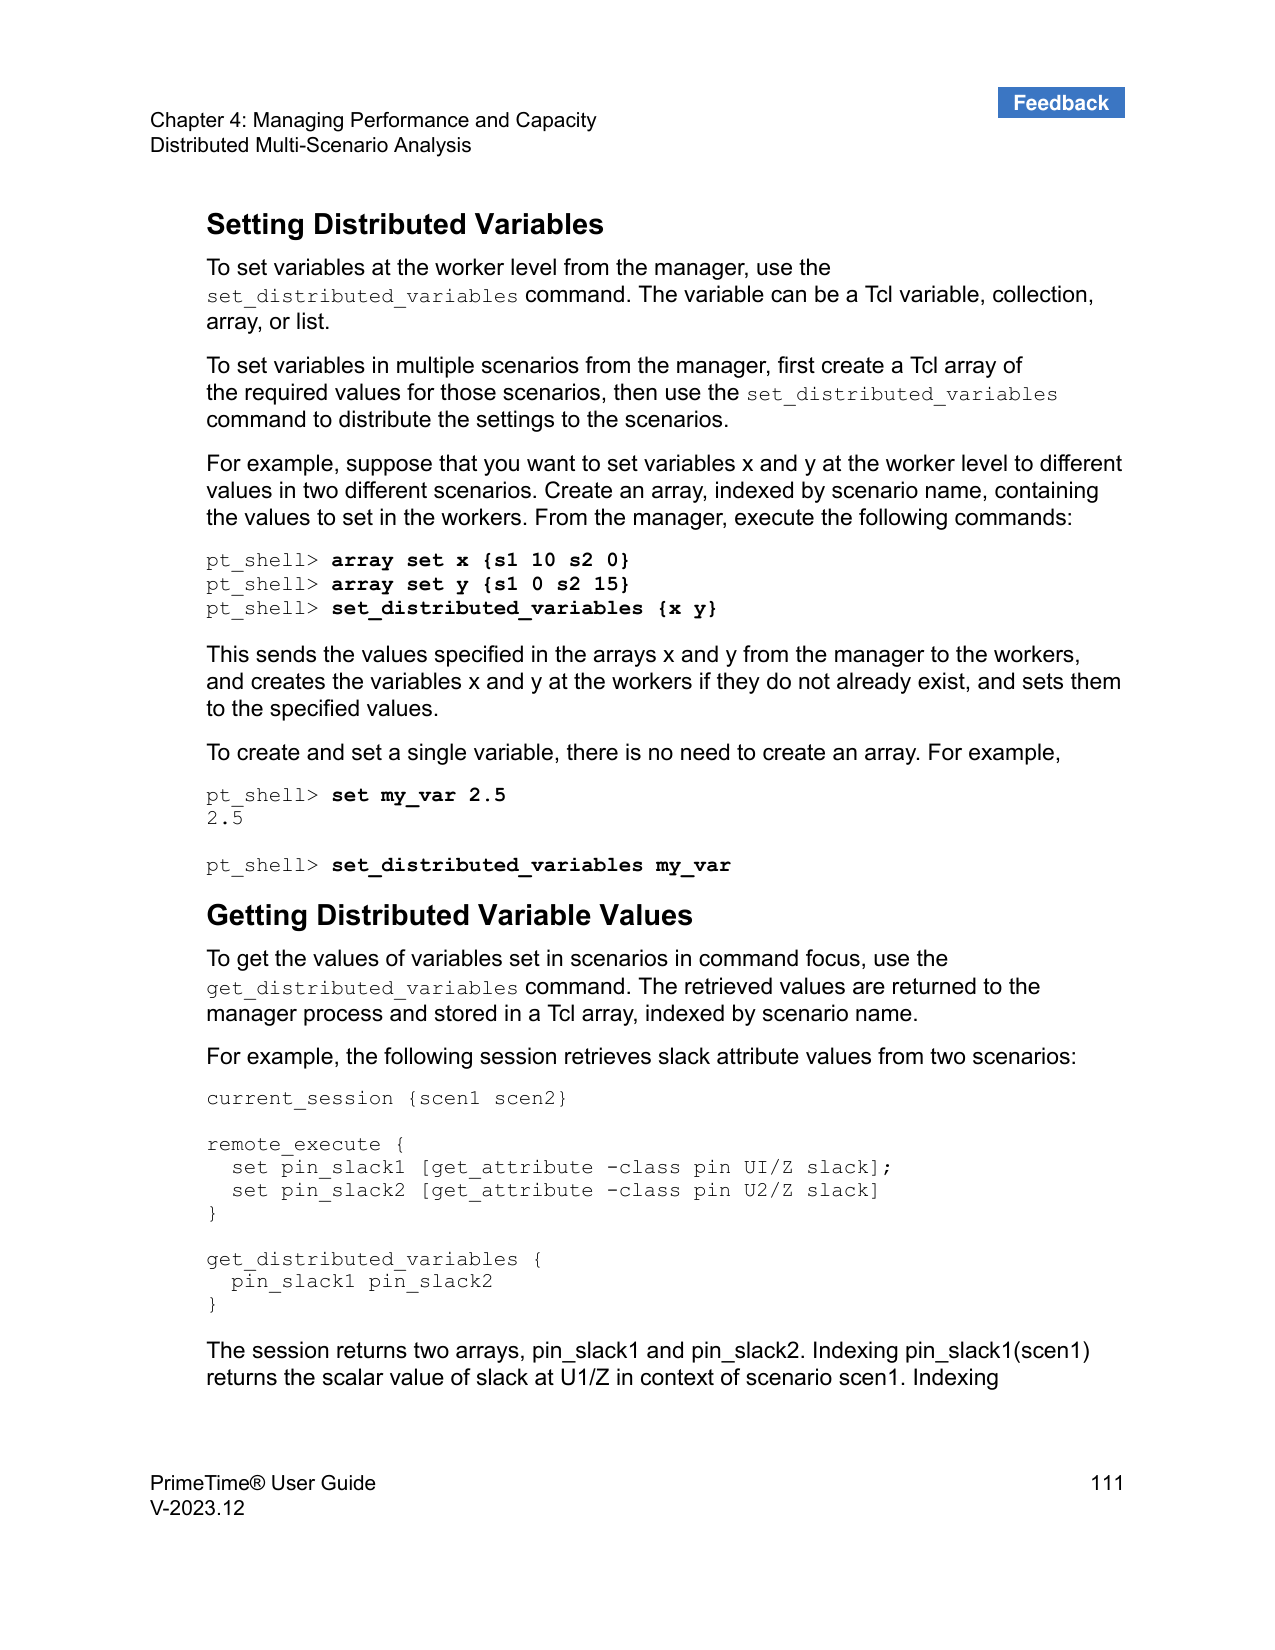 Feedback
Chapter 4: Managing Performance and Capacity
Distributed Multi-Scenario Analysis
Setting Distributed Variables
To set variables at the worker level from the manager, use the
set_distributed_variables command. The variable can be a Tcl variable, collection,
array, or list.
To set variables in multiple scenarios from the manager, first create a Tcl array of
the required values for those scenarios, then use the set_distributed_variables
command to distribute the settings to the scenarios.
For example, suppose that you want to set variables x and y at the worker level to different
values in two different scenarios. Create an array, indexed by scenario name, containing
the values to set in the workers. From the manager, execute the following commands:
pt_shell> array set x {s1 10 s2 0}
pt_shell> array set y {s1 0 s2 15}
pt_shell> set_distributed_variables {x y}
This sends the values specified in the arrays x and y from the manager to the workers,
and creates the variables x and y at the workers if they do not already exist, and sets them
to the specified values.
To create and set a single variable, there is no need to create an array. For example,
pt_shell> set my_var 2.5
2.5
pt_shell> set_distributed_variables my_var
Getting Distributed Variable Values
To get the values of variables set in scenarios in command focus, use the
get_distributed_variables command. The retrieved values are returned to the
manager process and stored in a Tcl array, indexed by scenario name.
For example, the following session retrieves slack attribute values from two scenarios:
current_session {scen1 scen2}
remote_execute {
  set pin_slack1 [get_attribute -class pin UI/Z slack];
  set pin_slack2 [get_attribute -class pin U2/Z slack]
}
get_distributed_variables {
  pin_slack1 pin_slack2
}
The session returns two arrays, pin_slack1 and pin_slack2. Indexing pin_slack1(scen1)
returns the scalar value of slack at U1/Z in context of scenario scen1. Indexing
PrimeTime® User Guide 111
V-2023.12